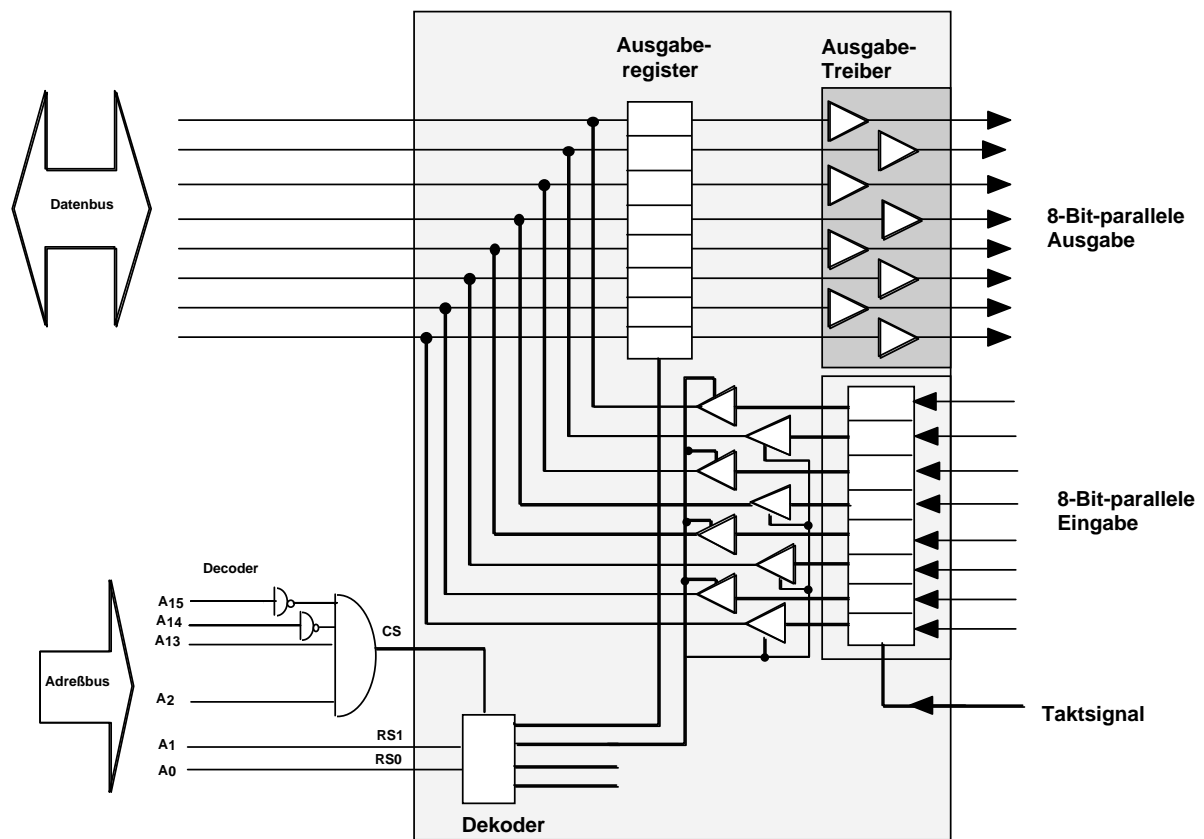 Ausgabe-
register
Ausgabe-
Treiber
Datenbus
8-Bit-parallele
Ausgabe
8-Bit-parallele
Eingabe
Decoder
A15
A14
A13
CS
Adreßbus
A2
Taktsignal
A1
RS1
A0
RS0
Dekoder